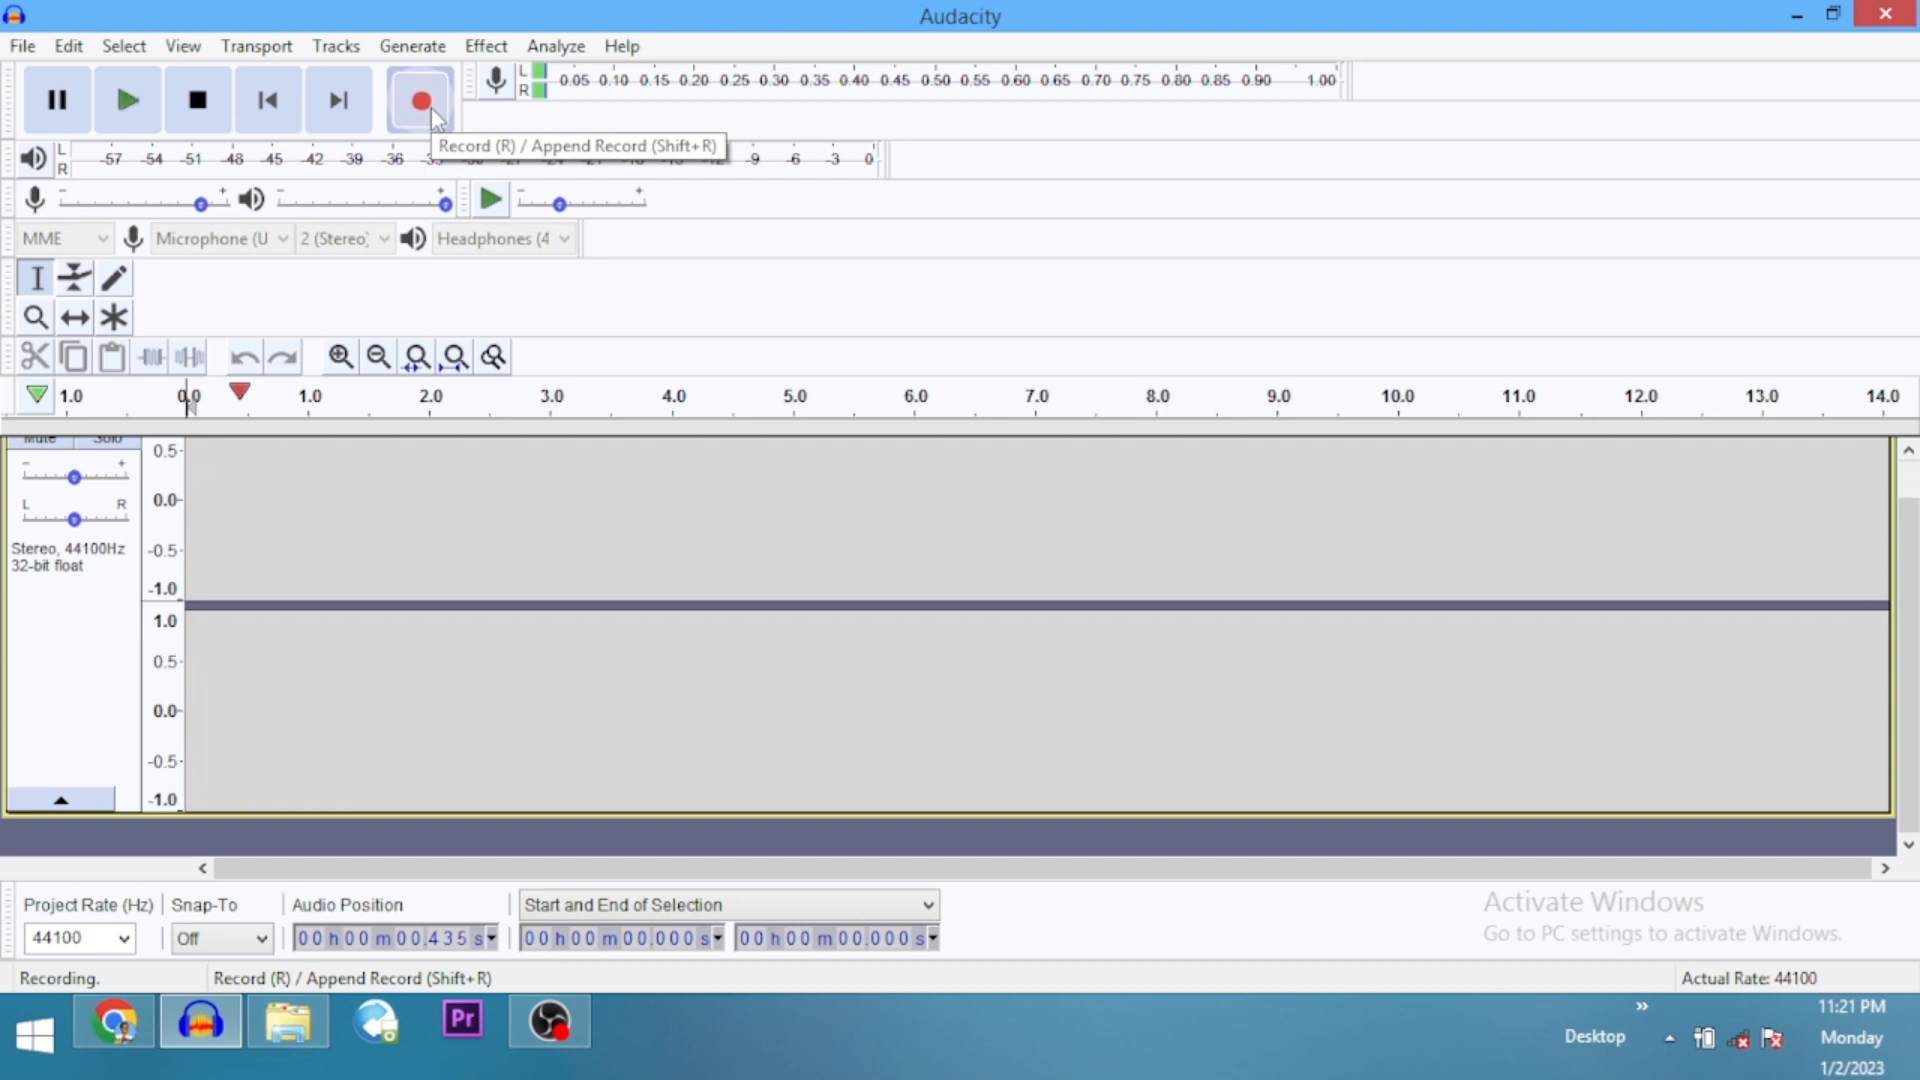 Audacity
File Edit Select View Transport Tracks Generate Effect Analyze Help
L 0.05 0.10 0.15 0.20 0.25 0.30 0.35 0.40 0.45 0.50 0.55 0.60 0.65 0.70 0.75 0.80 0.85 0.90 1.00
R
Record (R) / Append Record (Shift+R)
L -57 -54 -51 -48 -45 -42 -39 -36 -9 -6 -3 0
R
- + - + - +
MME Microphone (U 2 (Stereo) Headphones (4
1.0 0.0 1.0 2.0 3.0 4.0 5.0 6.0 7.0 8.0 9.0 10.0 11.0 12.0 13.0 14.0
Mute Solo
0.5
- +
0.0
L R
Stereo, 44100Hz
32-bit float
-0.5
-1.0
1.0
0.5
0.0
-0.5
-1.0
Project Rate (Hz) Snap-To Audio Position Start and End of Selection
44100 Off 00 h 00 m 00.435 s 00 h 00 m 00.000 s 00 h 00 m 00.000 s
Activate Windows
Go to PC settings to activate Windows.
Recording. Record (R) / Append Record (Shift+R) Actual Rate: 44100
Pr
Desktop
11:21 PM
Monday
1/2/2023